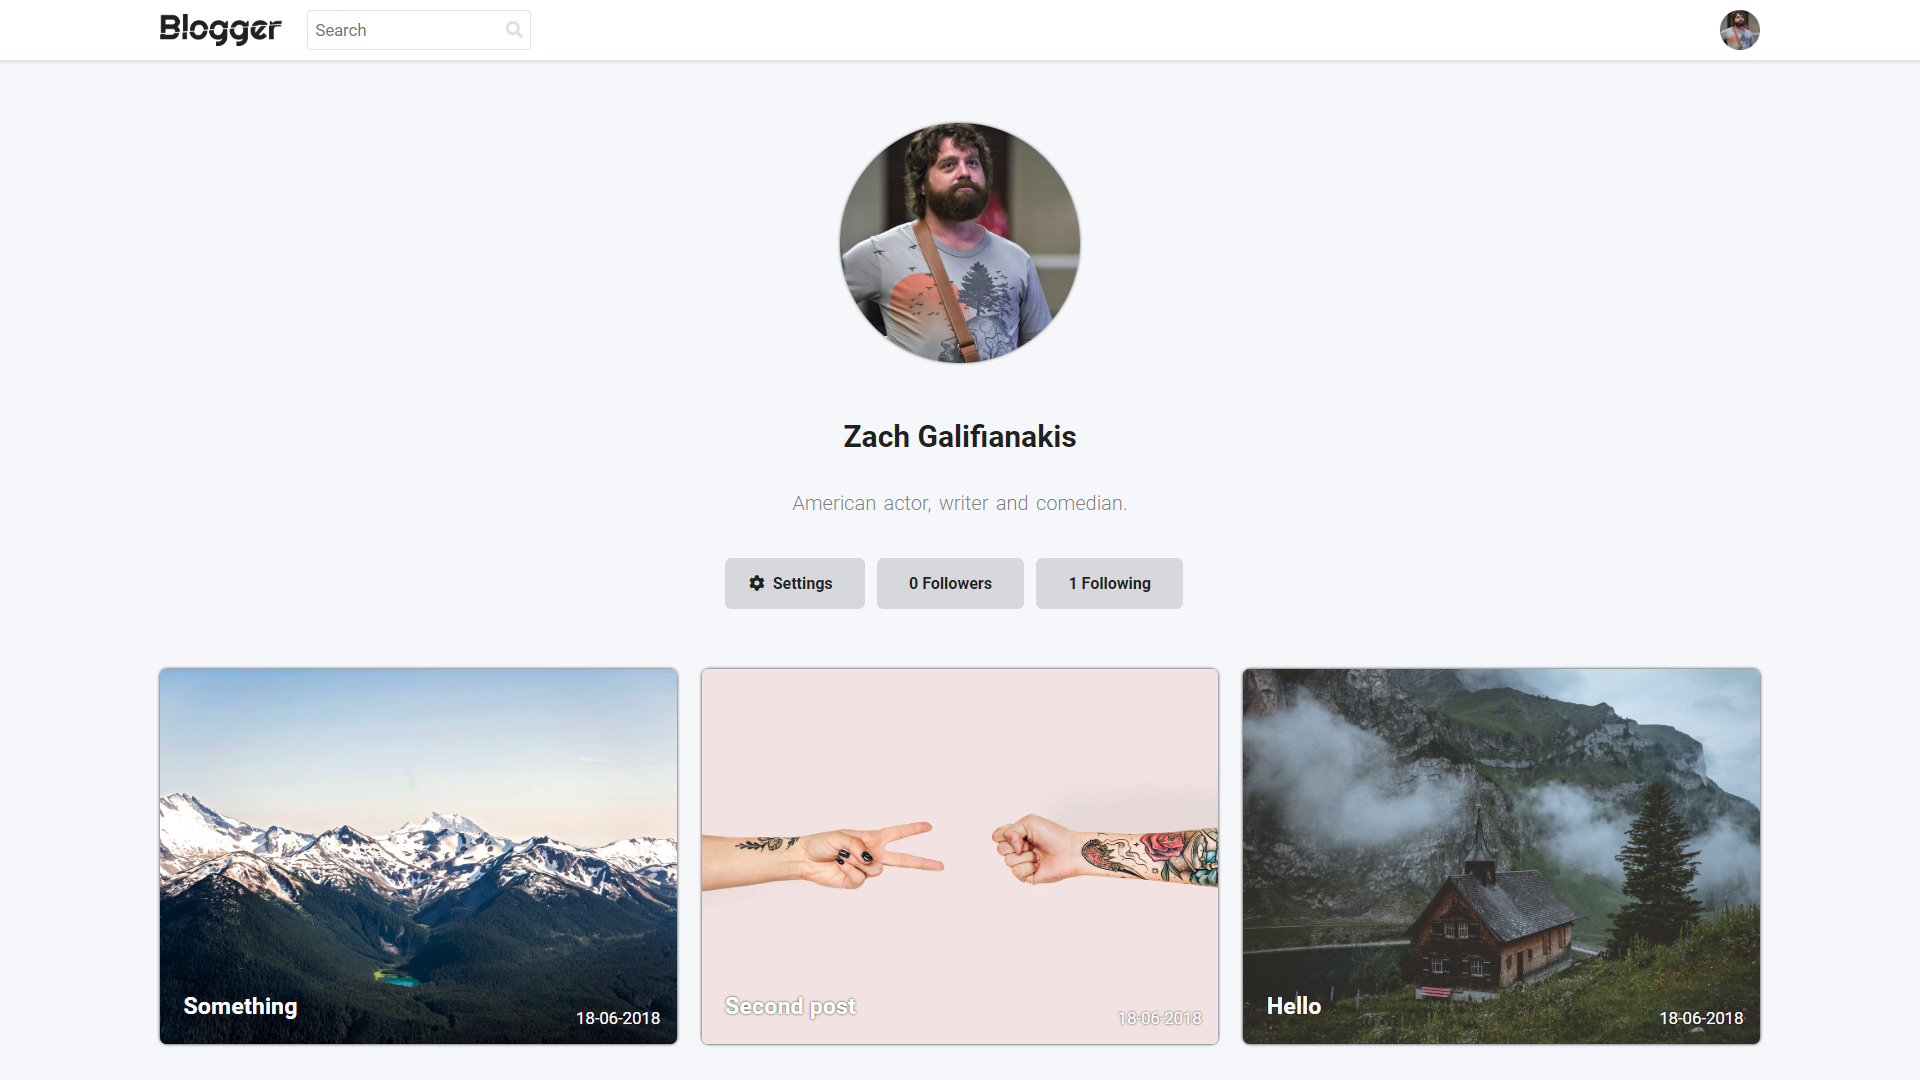 Blogger
Search
Zach Galifianakis
American actor, writer and comedian.
Settings
0 Followers
1 Following
Something
18-06-2018
Second post
18-06-2018
Hello
18-06-2018